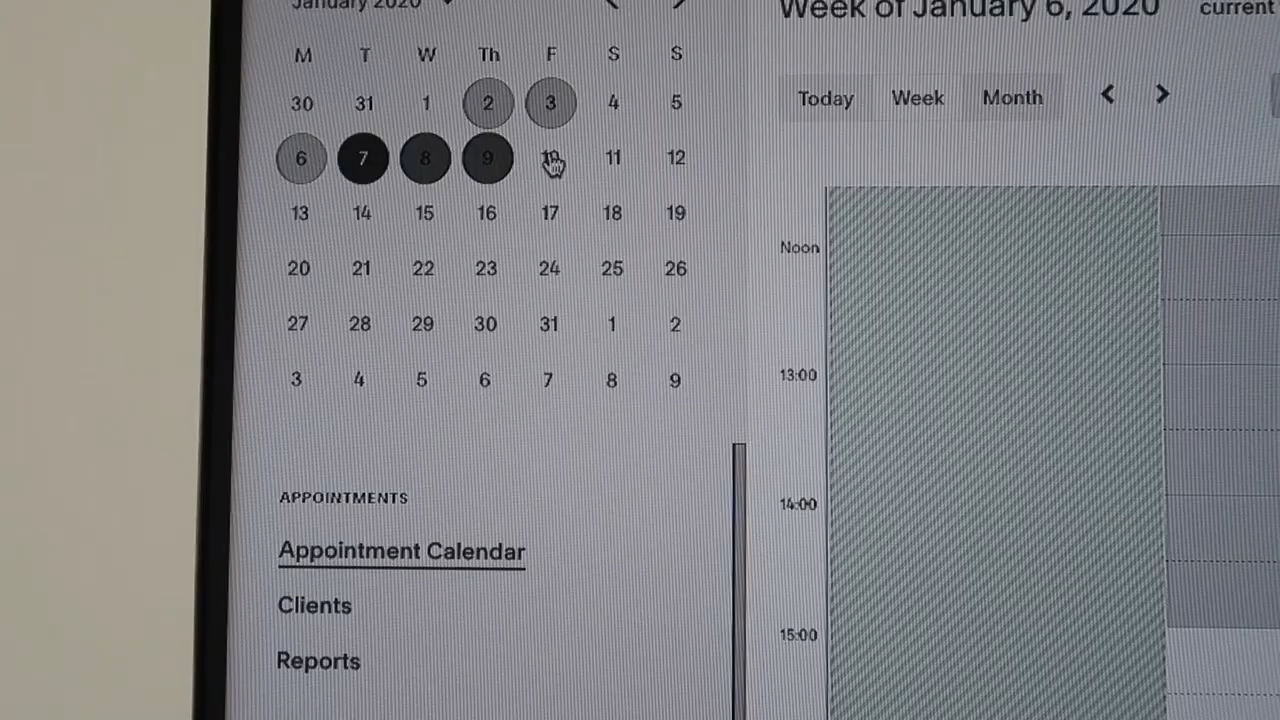 January 2020
M T W Th F S S
30 31 1 2 3 4 5
6 7 8 9 10 11 12
13 14 15 16 17 18 19
20 21 22 23 24 25 26
27 28 29 30 31 1 2
3 4 5 6 7 8 9
APPOINTMENTS
Appointment Calendar
Clients
Reports
Week of January 6, 2020
current
Today Week Month
Noon
13:00
14:00
15:00